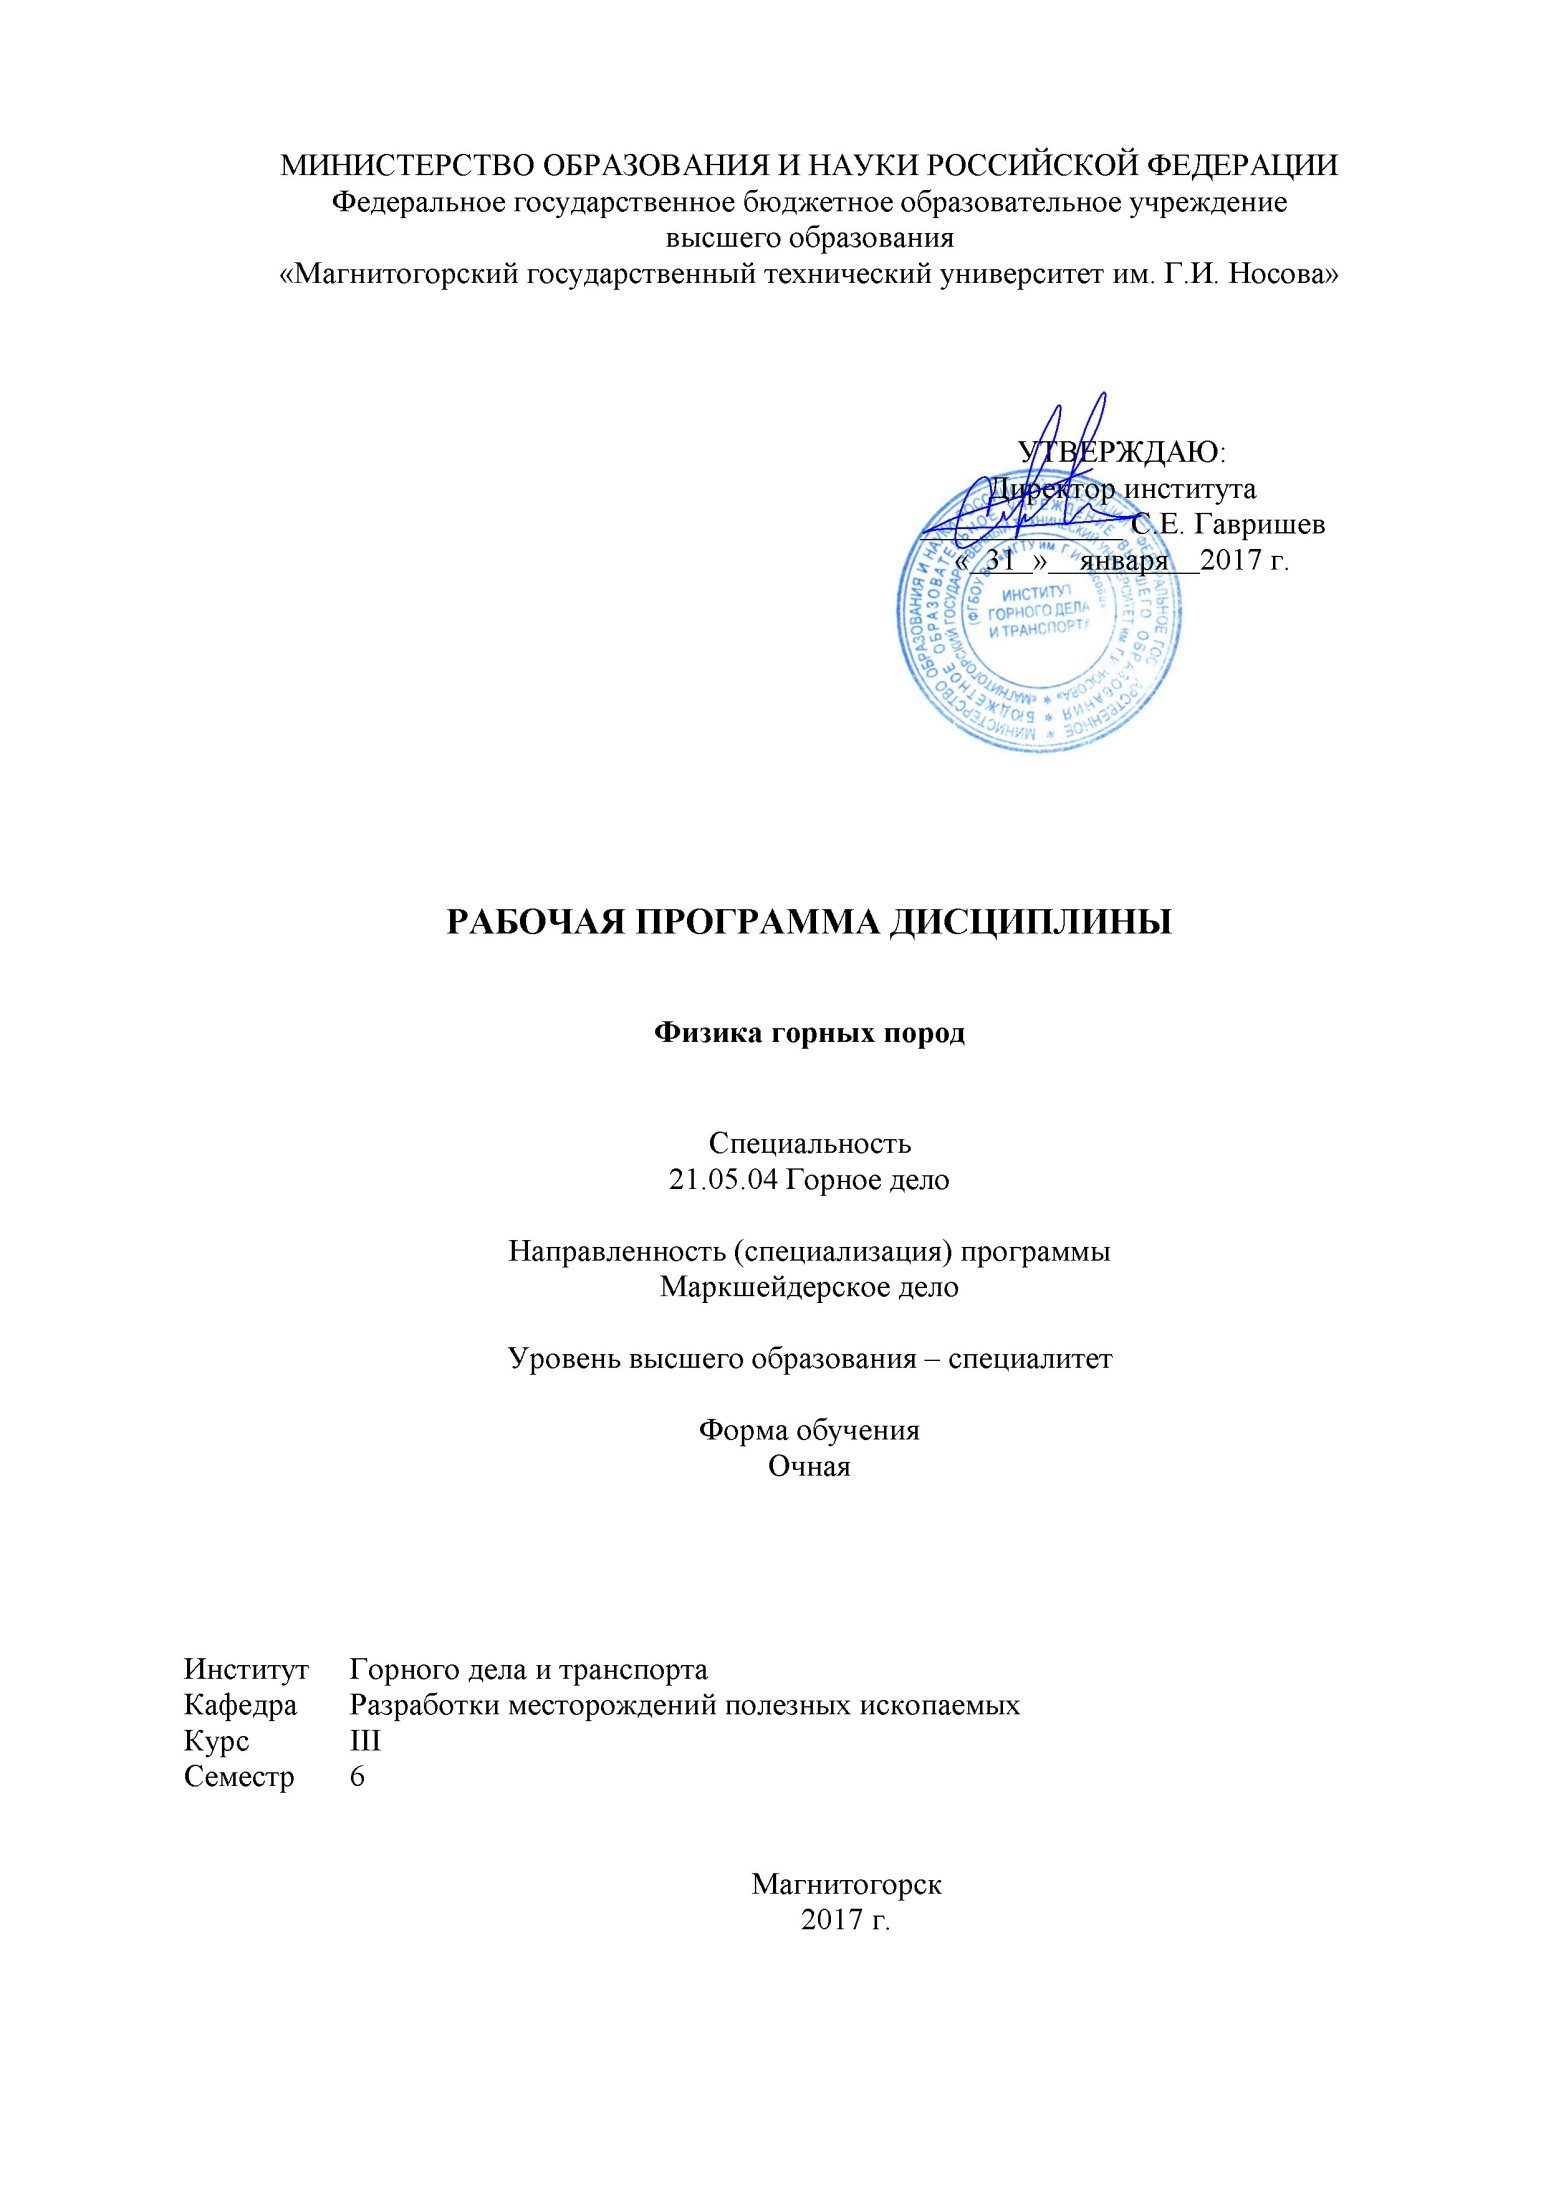 МИНИСТЕРСТВО ОБРАЗОВАНИЯ И НАУКИ РОССИЙСКОЙ ФЕДЕРАЦИИ
Федеральное государственное бюджетное образовательное учреждение
высшего образования
«Магнитогорский государственный технический университет им. Г.И. Носова»
УТВЕРЖДАЮ:
Директор института
С.Е. Гавришев
«_31_»__января__2017 г.
ИНСТИТУТ
ГОРНОГО ДЕЛА
И ТРАНСПОРТА
РАБОЧАЯ ПРОГРАММА ДИСЦИПЛИНЫ
Физика горных пород
Специальность
21.05.04 Горное дело
Направленность (специализация) программы
Маркшейдерское дело
Уровень высшего образования – специалитет
Форма обучения
Очная
Институт Горного дела и транспорта
Кафедра Разработки месторождений полезных ископаемых
Курс III
Семестр 6
Магнитогорск
2017 г.